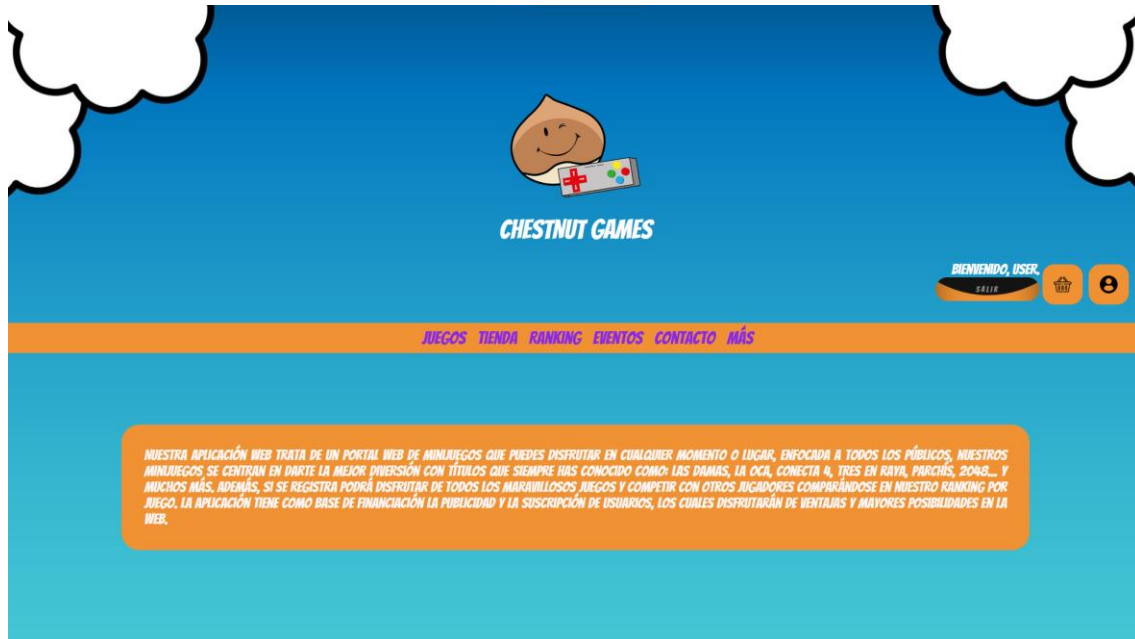 CHESTNUT GAMES
BIENVENIDO, USER.
SALIR
JUEGOS TIENDA RANKING EVENTOS CONTACTO MÁS
NUESTRA APLICACIÓN WEB TRATA DE UN PORTAL WEB DE MINIJUEGOS QUE PUEDES DISFRUTAR EN CUALQUIER MOMENTO O LUGAR, ENFOCADA A TODOS LOS PÚBLICOS, NUESTROS
MINIJUEGOS SE CENTRAN EN DARTE LA MEJOR DIVERSIÓN CON TÍTULOS QUE SIEMPRE HAS CONOCIDO COMO: LAS DAMAS, LA OCA, CONECTA 4, TRES EN RAYA, PARCHÍS, 2048... Y
MUCHOS MÁS. ADEMÁS, SI SE REGISTRA PODRÁ DISFRUTAR DE TODOS LOS MARAVILLOSOS JUEGOS Y COMPETIR CON OTROS JUGADORES COMPARÁNDOSE EN NUESTRO RANKING POR
JUEGO. LA APLICACIÓN TIENE COMO BASE DE FINANCIACIÓN LA PUBLICIDAD Y LA SUSCRIPCIÓN DE USUARIOS, LOS CUALES DISFRUTARÁN DE VENTAJAS Y MAYORES POSIBILIDADES EN LA
WEB.